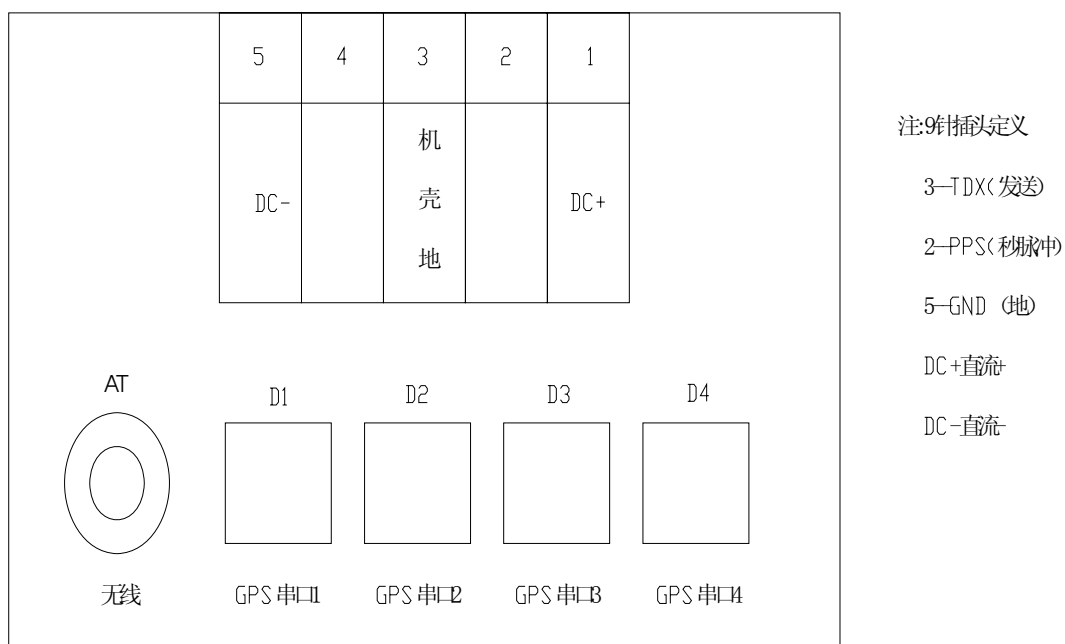 5 4 3 2 1
DC- 机壳地 DC+
注:9针插头定义
3—TDX(发送)
2—PPS(秒脉冲)
5—GND (地)
DC+直流+
DC-直流-
AT D1 D2 D3 D4
无线 GPS串口1 GPS串口2 GPS串口3 GPS串口4